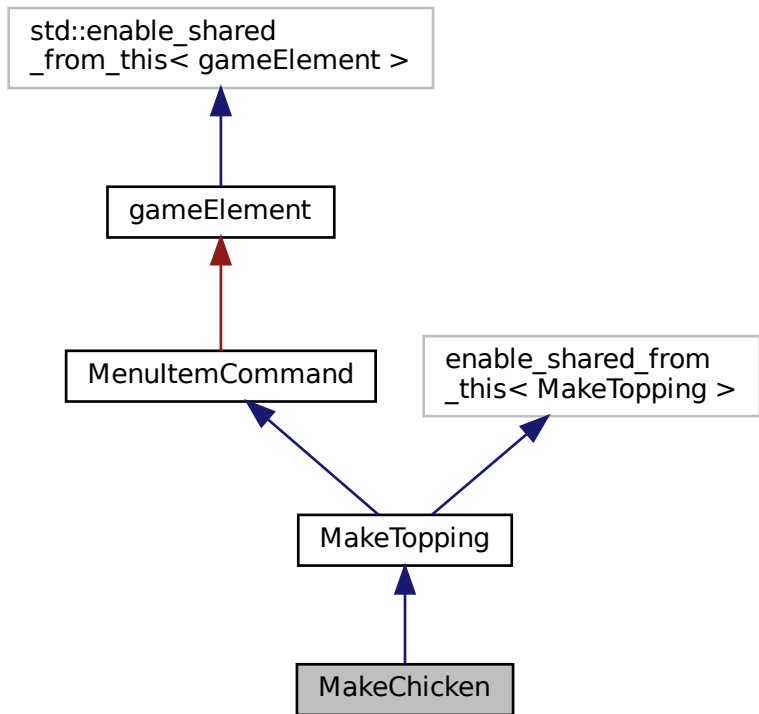 std::enable_shared
_from_this< gameElement >
gameElement
MenuItemCommand
enable_shared_from
_this< MakeTopping >
MakeTopping
MakeChicken